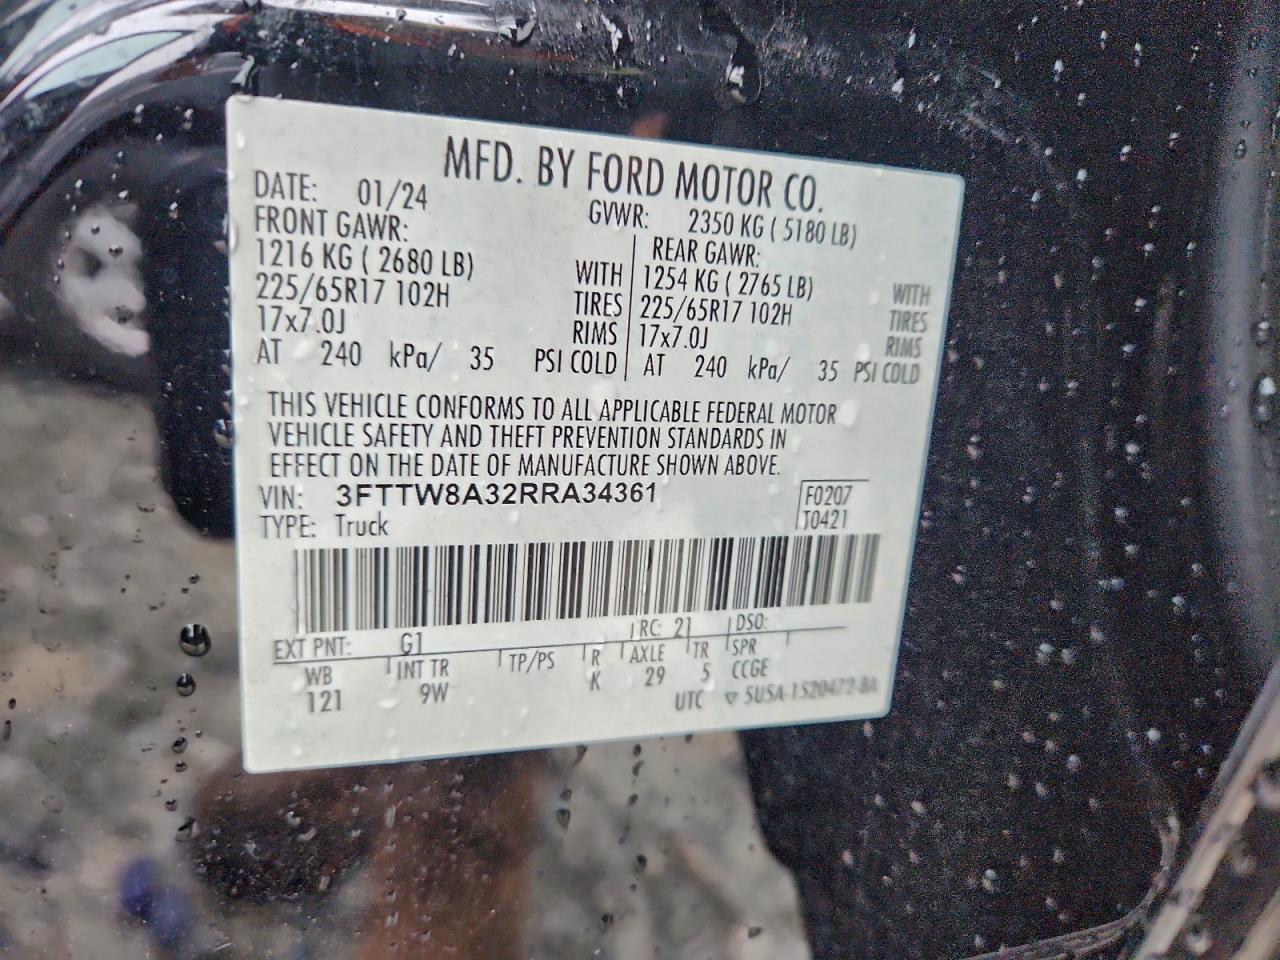 MFD. BY FORD MOTOR CO.
DATE: 01/24 GVWR: 2350 KG ( 5180 LB)
FRONT GAWR: REAR GAWR:
1216 KG ( 2680 LB) WITH 1254 KG ( 2765 LB) WITH
225/65R17 102H TIRES 225/65R17 102H TIRES
17x7.0J RIMS 17x7.0J RIMS
AT 240 kPa/ 35 PSI COLD AT 240 kPa/ 35 PSI COLD
THIS VEHICLE CONFORMS TO ALL APPLICABLE FEDERAL MOTOR
VEHICLE SAFETY AND THEFT PREVENTION STANDARDS IN
EFFECT ON THE DATE OF MANUFACTURE SHOWN ABOVE.
VIN: 3FTTW8A32RRA34361 F0207
TYPE: Truck T0421
EXT PNT: G1 RC: 21 DSO:
WB INT TR TP/PS R AXLE TR SPR
121 9W K 29 5 CCGE
UTC ▽ 5U5A-1520472-BA